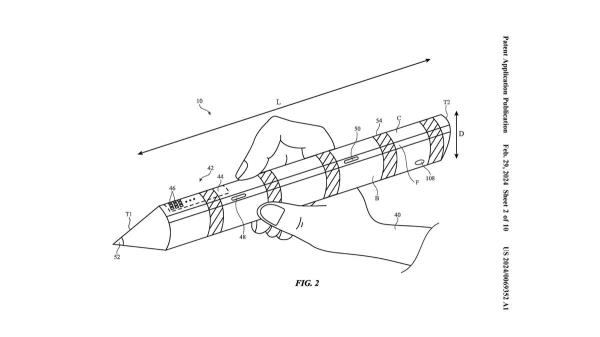 L
10
T2
50
54
C
D
42
44
46
F
108
B
T1
40
48
52
FIG. 2
Patent Application Publication Feb. 29, 2024 Sheet 2 of 10 US 2024/0069352 A1